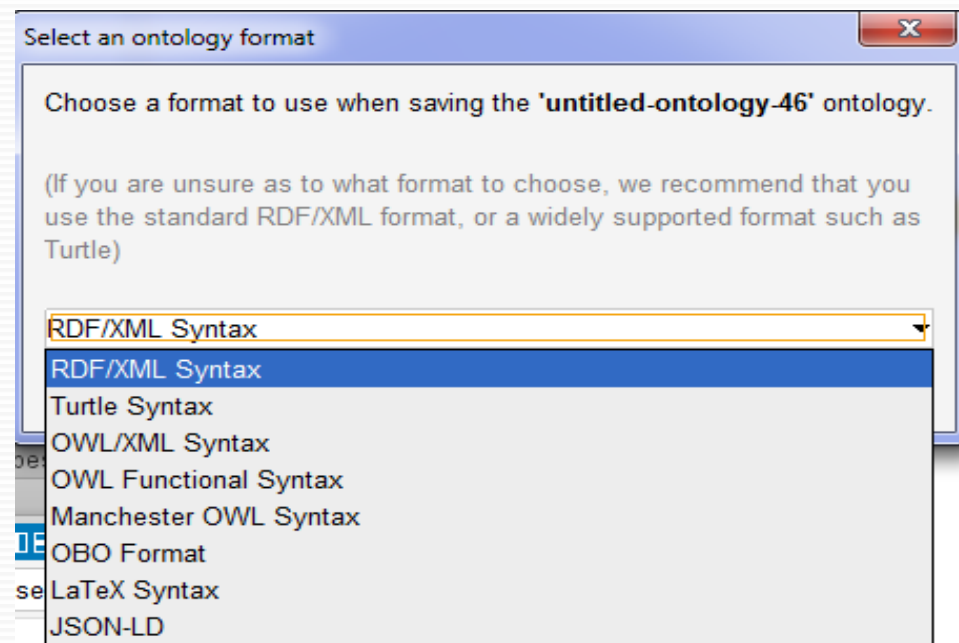 Select an ontology format
Choose a format to use when saving the 'untitled-ontology-46' ontology.
(If you are unsure as to what format to choose, we recommend that you
use the standard RDF/XML format, or a widely supported format such as
Turtle)
RDF/XML Syntax
RDF/XML Syntax
Turtle Syntax
OWL/XML Syntax
OWL Functional Syntax
Manchester OWL Syntax
OBO Format
LaTeX Syntax
JSON-LD